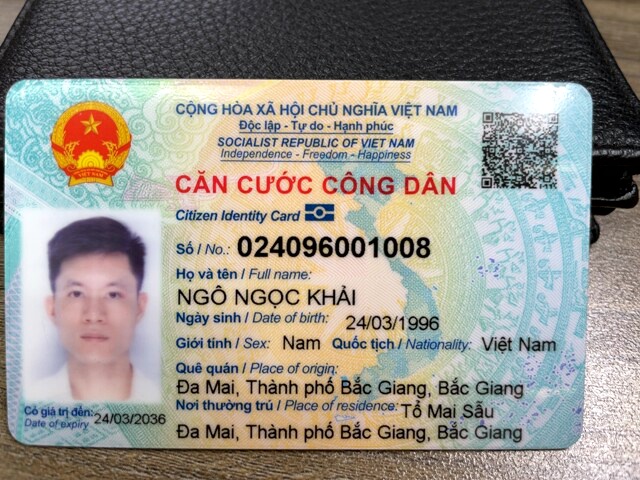 CỘNG HÒA XÃ HỘI CHỦ NGHĨA VIỆT NAM
Độc lập - Tự do - Hạnh phúc
SOCIALIST REPUBLIC OF VIET NAM
Independence - Freedom - Happiness
CĂN CƯỚC CÔNG DÂN
Citizen Identity Card
Số / No.: 024096001008
Họ và tên / Full name:
NGÔ NGỌC KHẢI
Ngày sinh / Date of birth: 24/03/1996
Giới tính / Sex: Nam Quốc tịch / Nationality: Việt Nam
Quê quán / Place of origin:
Đa Mai, Thành phố Bắc Giang, Bắc Giang
Nơi thường trú / Place of residence: Tổ Mai Sẫu
Đa Mai, Thành phố Bắc Giang, Bắc Giang
Có giá trị đến: 24/03/2036
Date of expiry